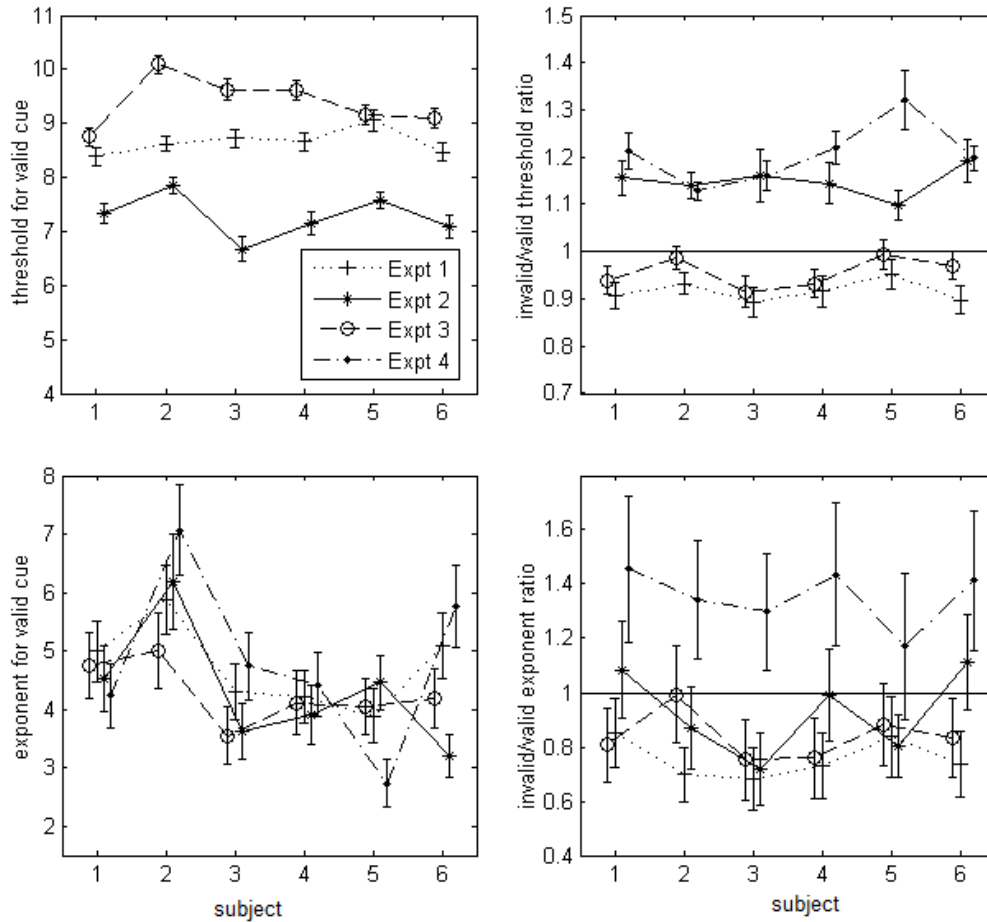 11
10
9
8
7
6
5
4
threshold for valid cue
1 2 3 4 5 6
Expt 1
Expt 2
Expt 3
Expt 4
1.5
1.4
1.3
1.2
1.1
1
0.9
0.8
0.7
invalid/valid threshold ratio
1 2 3 4 5 6
8
7
6
5
4
3
2
exponent for valid cue
1 2 3 4 5 6
subject
1.6
1.4
1.2
1
0.8
0.6
0.4
invalid/valid exponent ratio
1 2 3 4 5 6
subject